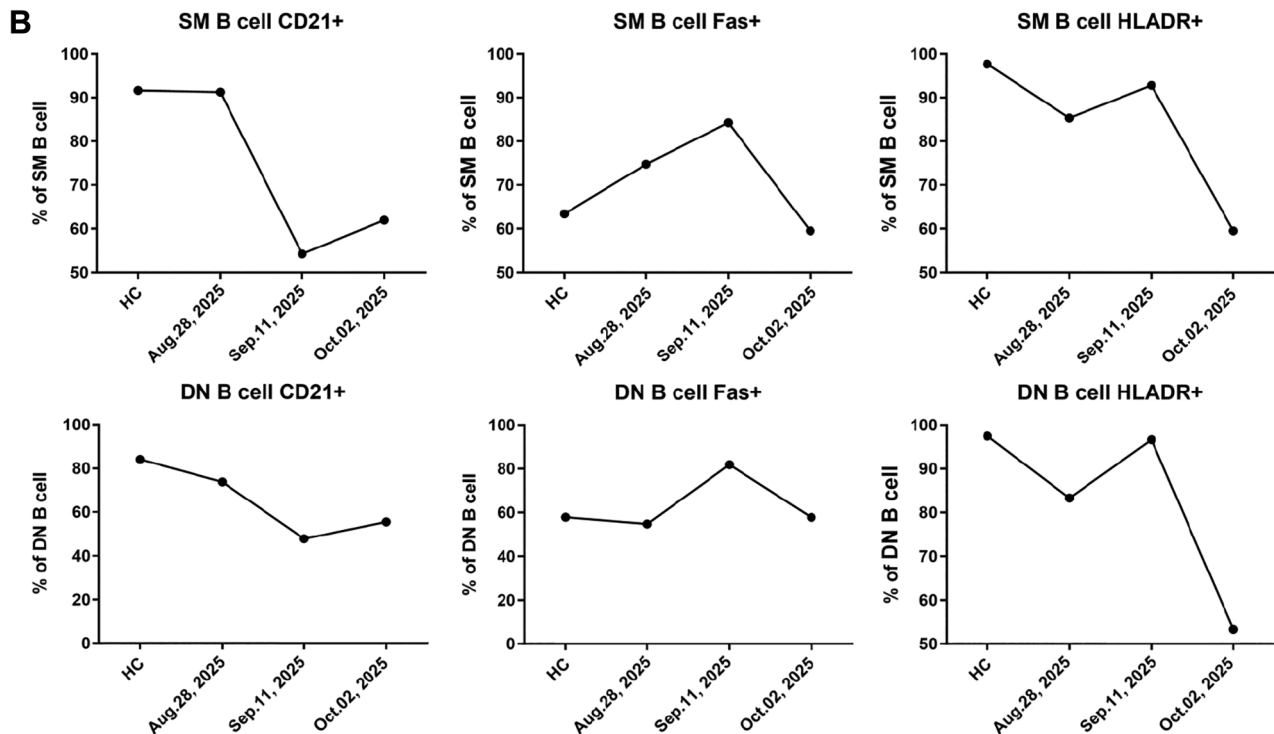 B
SM B cell CD21+
% of SM B cell
100
90
80
70
60
50
HC
Aug.28, 2025
Sep.11, 2025
Oct.02, 2025
SM B cell Fas+
% of SM B cell
100
90
80
70
60
50
HC
Aug.28, 2025
Sep.11, 2025
Oct.02, 2025
SM B cell HLADR+
% of SM B cell
100
90
80
70
60
50
HC
Aug.28, 2025
Sep.11, 2025
Oct.02, 2025
DN B cell CD21+
% of DN B cell
100
80
60
40
20
0
HC
Aug.28, 2025
Sep.11, 2025
Oct.02, 2025
DN B cell Fas+
% of DN B cell
100
80
60
40
20
0
HC
Aug.28, 2025
Sep.11, 2025
Oct.02, 2025
DN B cell HLADR+
% of DN B cell
100
90
80
70
60
50
HC
Aug.28, 2025
Sep.11, 2025
Oct.02, 2025